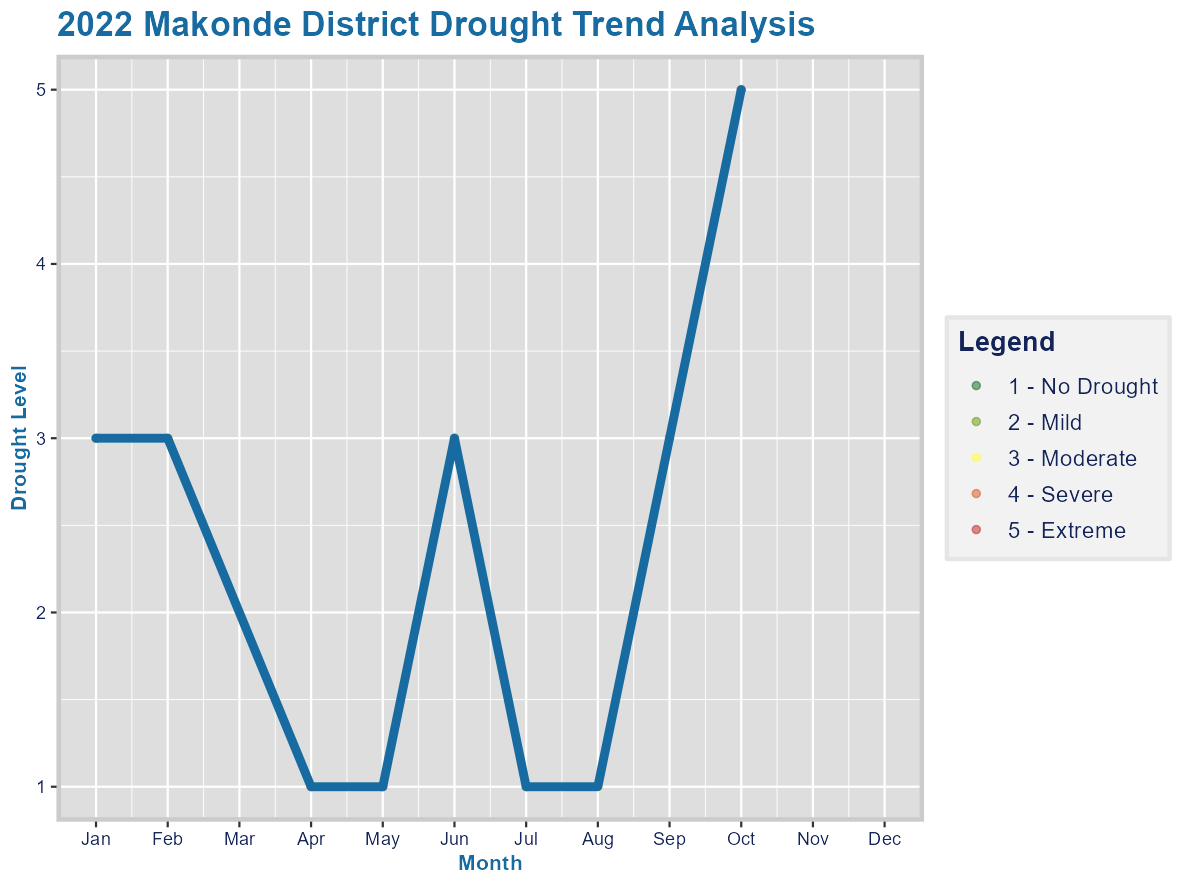 2022 Makonde District Drought Trend Analysis
5
4
3
2
1
Drought Level
Jan Feb Mar Apr May Jun Jul Aug Sep Oct Nov Dec
Month
Legend
1 - No Drought
2 - Mild
3 - Moderate
4 - Severe
5 - Extreme